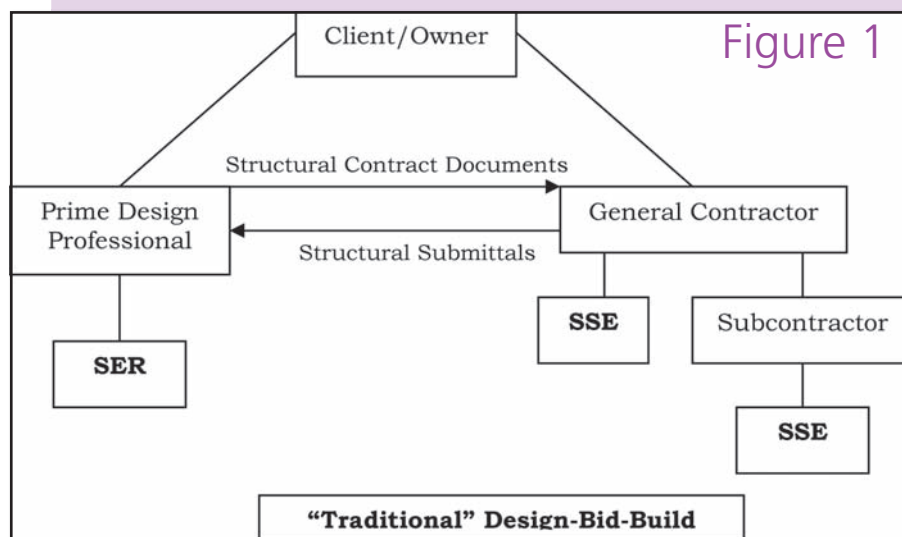 Figure 1
Client/Owner
Structural Contract Documents
Prime Design
Professional
General Contractor
Structural Submittals
SSE
Subcontractor
SER
SSE
“Traditional” Design-Bid-Build